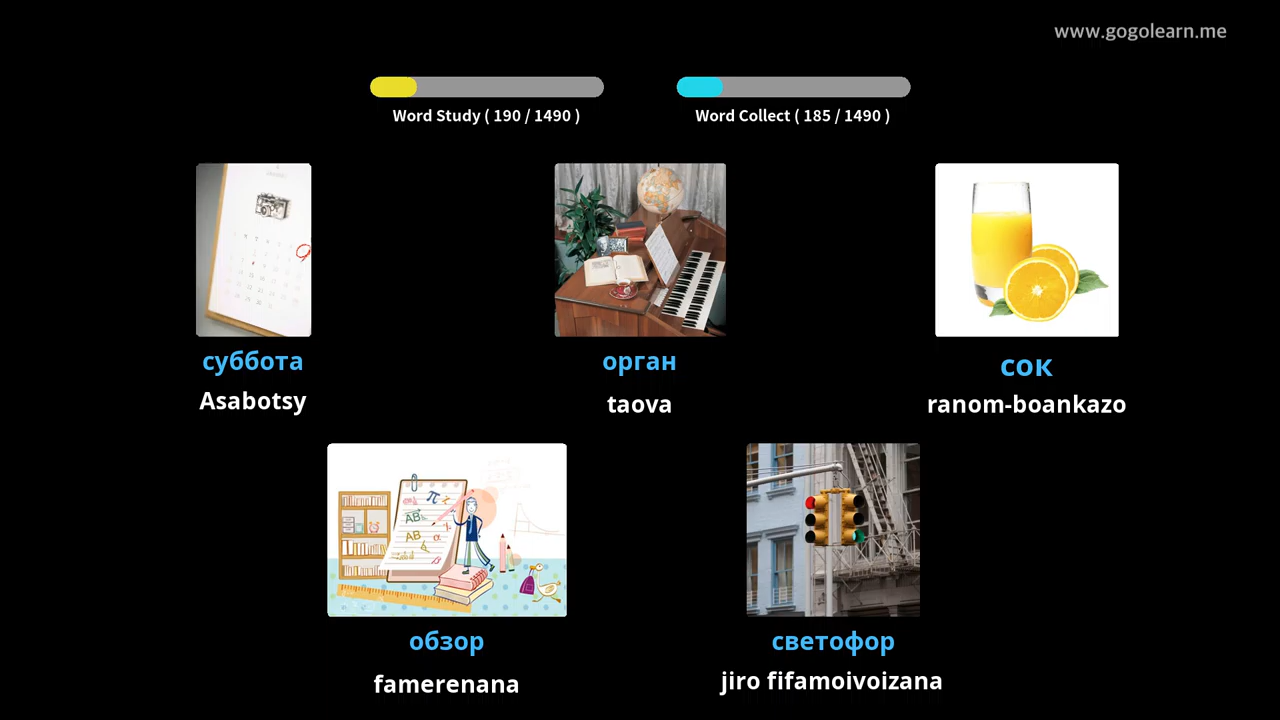 www.gogolearn.me
Word Study ( 190 / 1490 )
Word Collect ( 185 / 1490 )
суббота
Asabotsy
орган
taova
сок
ranom-boankazo
обзор
famerenana
светофор
jiro fifamoivoizana